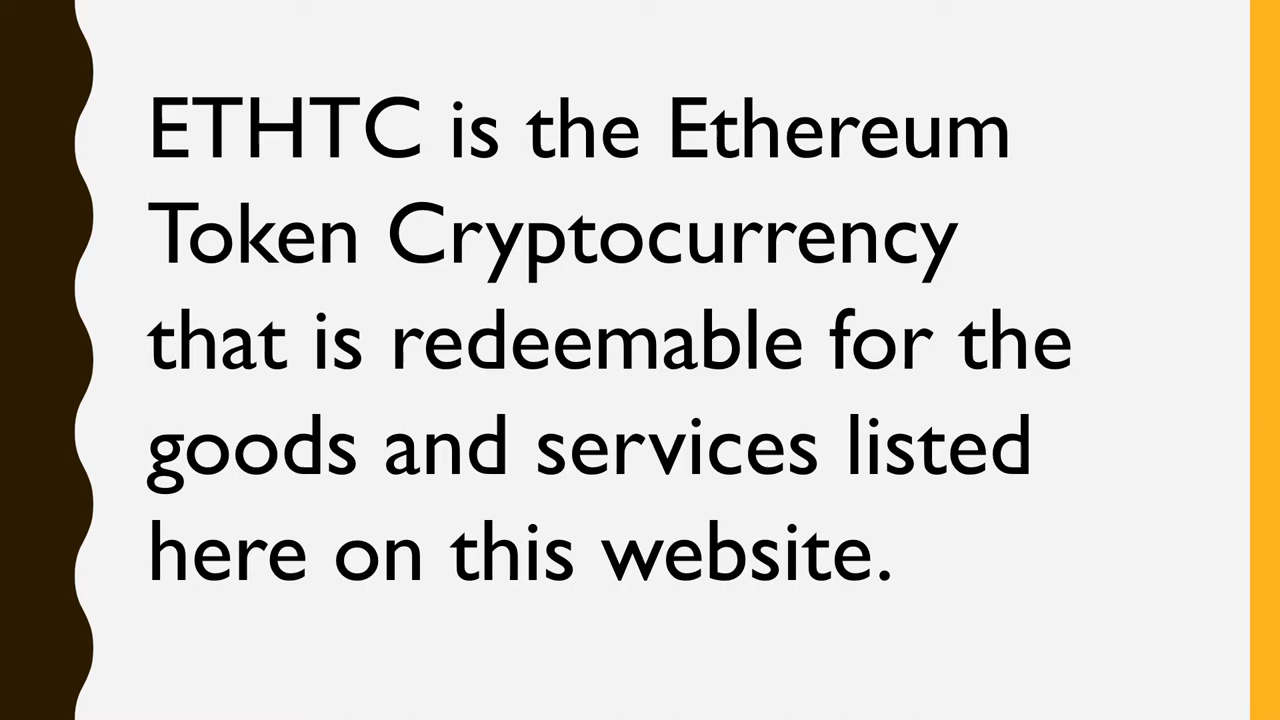 ETHTC is the Ethereum
Token Cryptocurrency
that is redeemable for the
goods and services listed
here on this website.